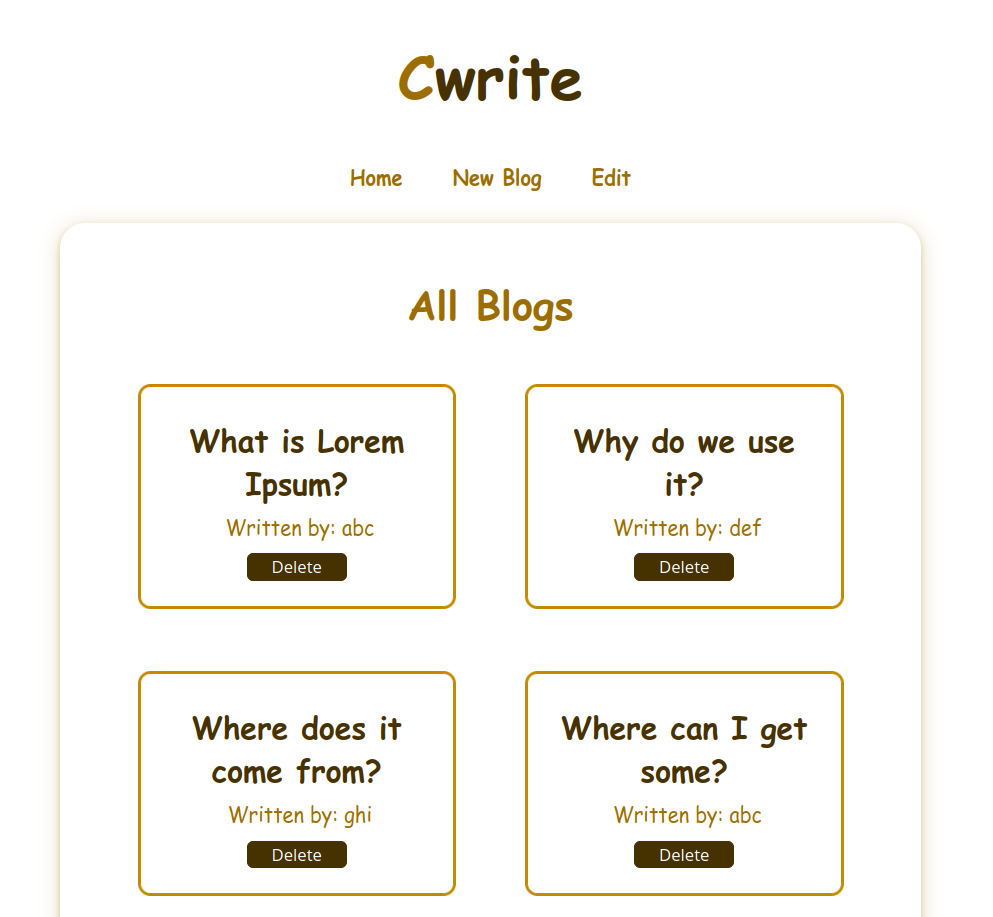 Cwrite
Home New Blog Edit
All Blogs
What is Lorem
Ipsum?
Written by: abc
Delete
Why do we use
it?
Written by: def
Delete
Where does it
come from?
Written by: ghi
Delete
Where can I get
some?
Written by: abc
Delete